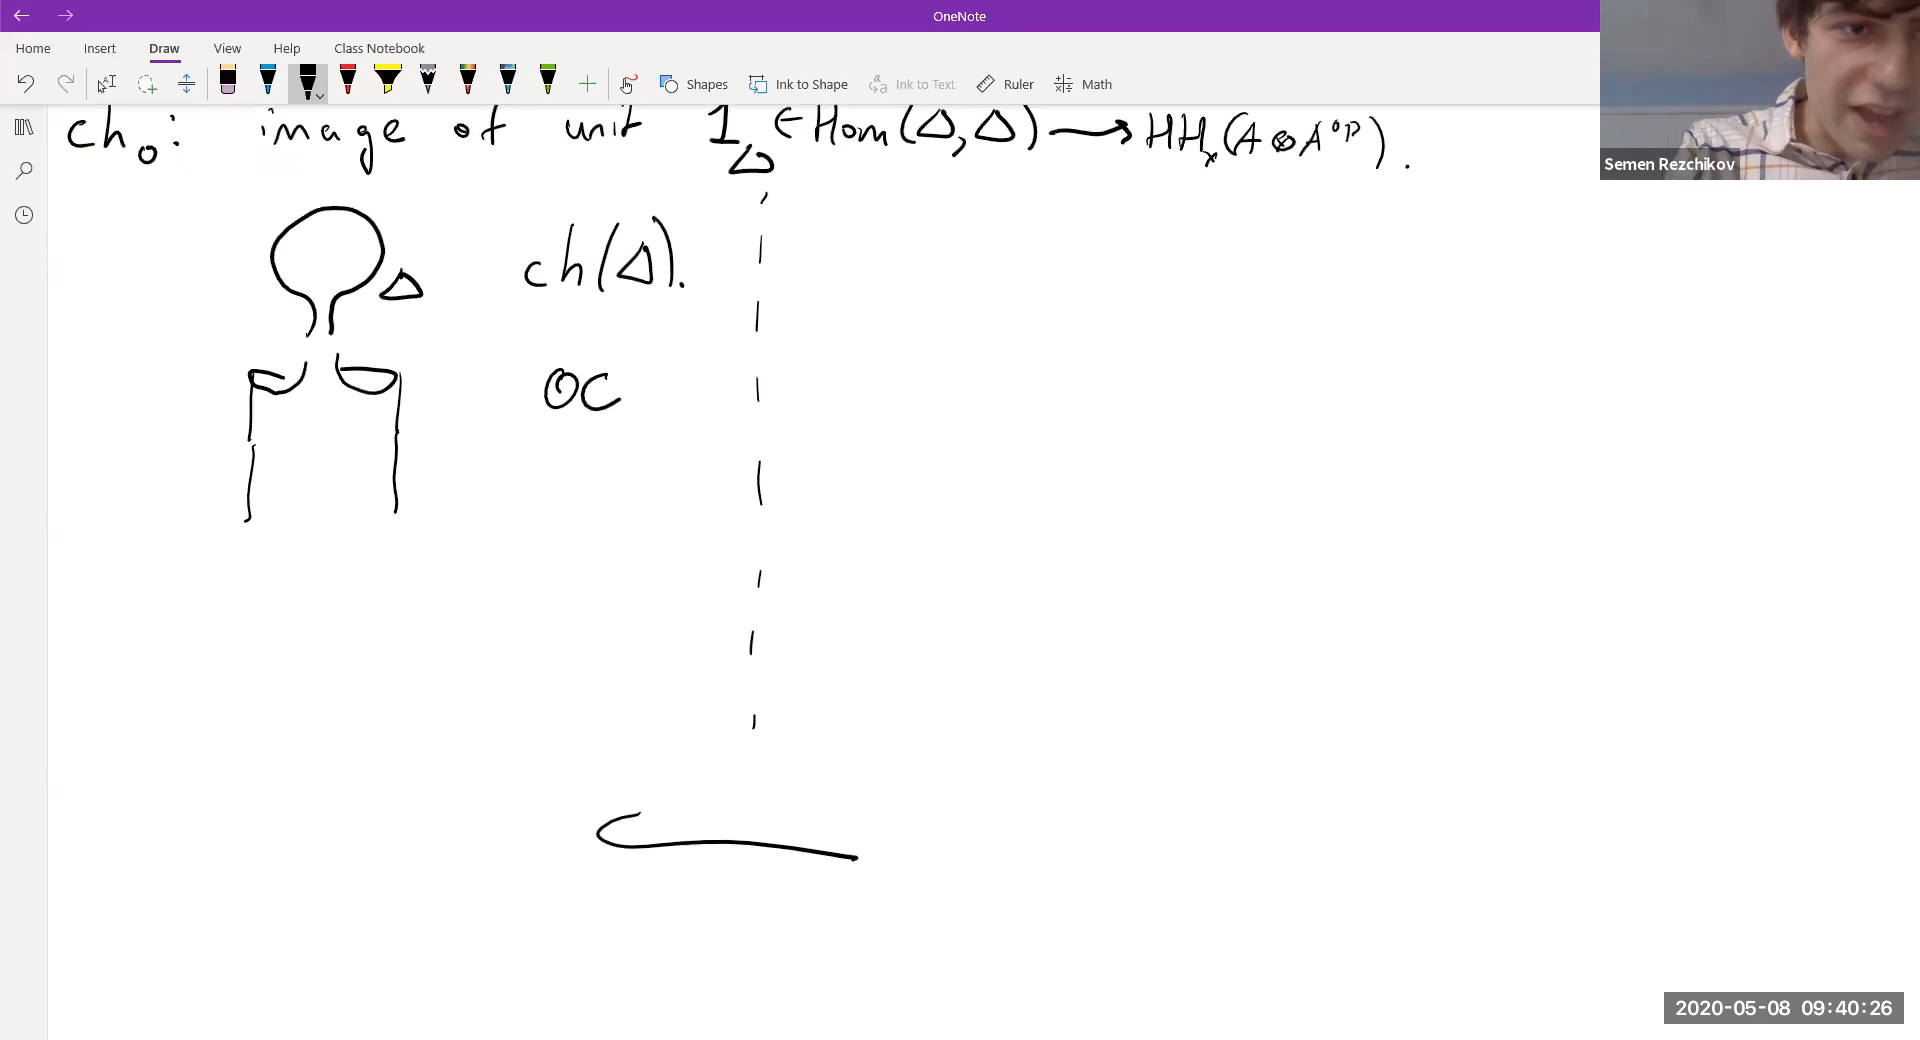 OneNote
Home Insert Draw View Help Class Notebook
Shapes Ink to Shape Ink to Text Ruler Math
ch₀: image of unit 1_Δ ∈ Hom(Δ, Δ) → HH_*(A⊗A^op).
Semen Rezchikov
ch(Δ).
Δ
OC
2020-05-08 09:40:26